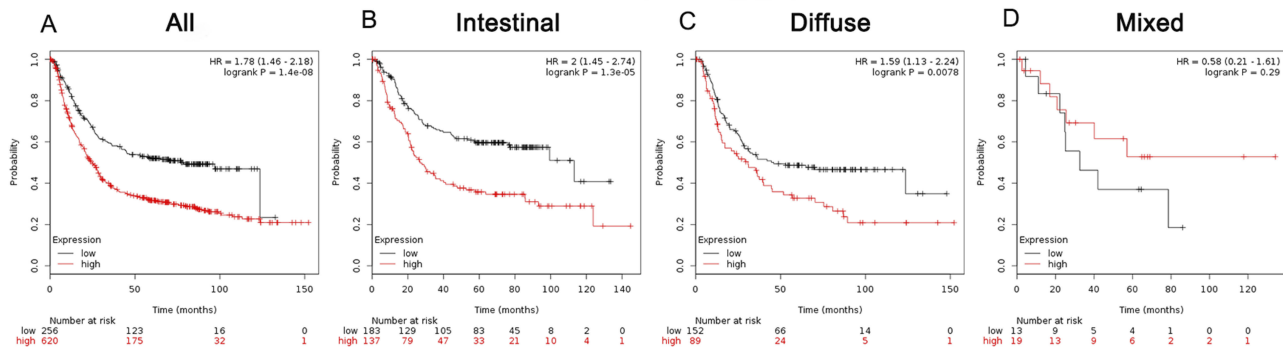 A All
HR = 1.78 (1.46 - 2.18)
logrank P = 1.4e-08
Probability
1.0
0.8
0.6
0.4
0.2
0.0
Expression
low
high
0 50 100 150
Time (months)
Number at risk
low 256 123 16 0
high 620 175 32 1
B Intestinal
HR = 2 (1.45 - 2.74)
logrank P = 1.3e-05
Probability
1.0
0.8
0.6
0.4
0.2
0.0
Expression
low
high
0 20 40 60 80 100 120 140
Time (months)
Number at risk
low 183 129 105 83 45 8 2 0
high 137 79 47 33 21 10 4 1
C Diffuse
HR = 1.59 (1.13 - 2.24)
logrank P = 0.0078
Probability
1.0
0.8
0.6
0.4
0.2
0.0
Expression
low
high
0 50 100 150
Time (months)
Number at risk
low 152 66 14 0
high 89 24 5 1
D Mixed
HR = 0.58 (0.21 - 1.61)
logrank P = 0.29
Probability
1.0
0.8
0.6
0.4
0.2
0.0
Expression
low
high
0 20 40 60 80 100 120
Time (months)
Number at risk
low 13 9 5 4 1 0 0
high 19 13 9 6 2 2 1